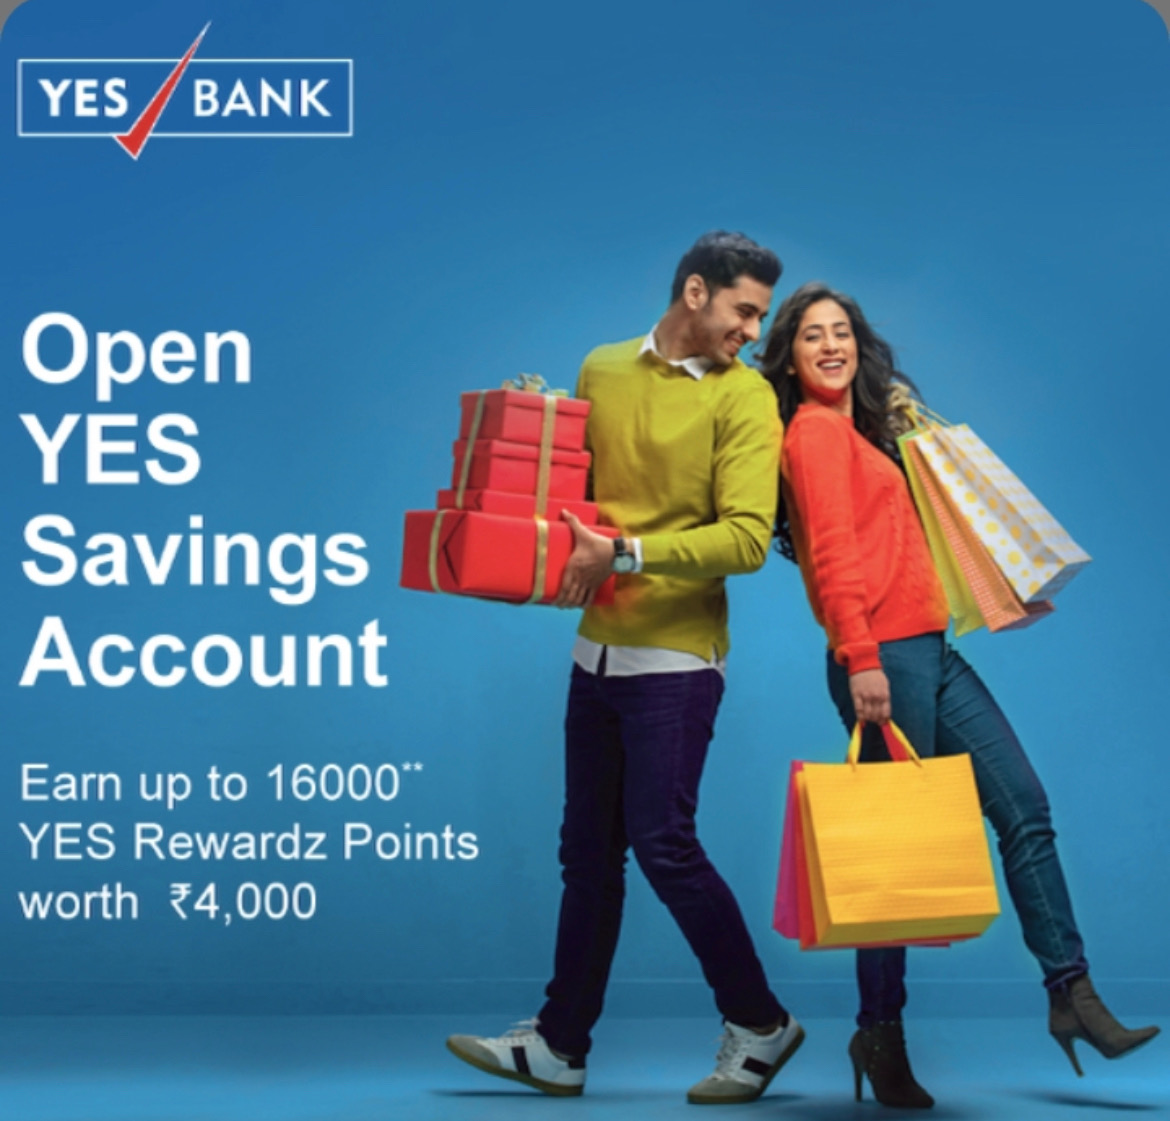 YES BANK
Open
YES
Savings
Account
Earn up to 16000**
YES Rewardz Points
worth ₹4,000